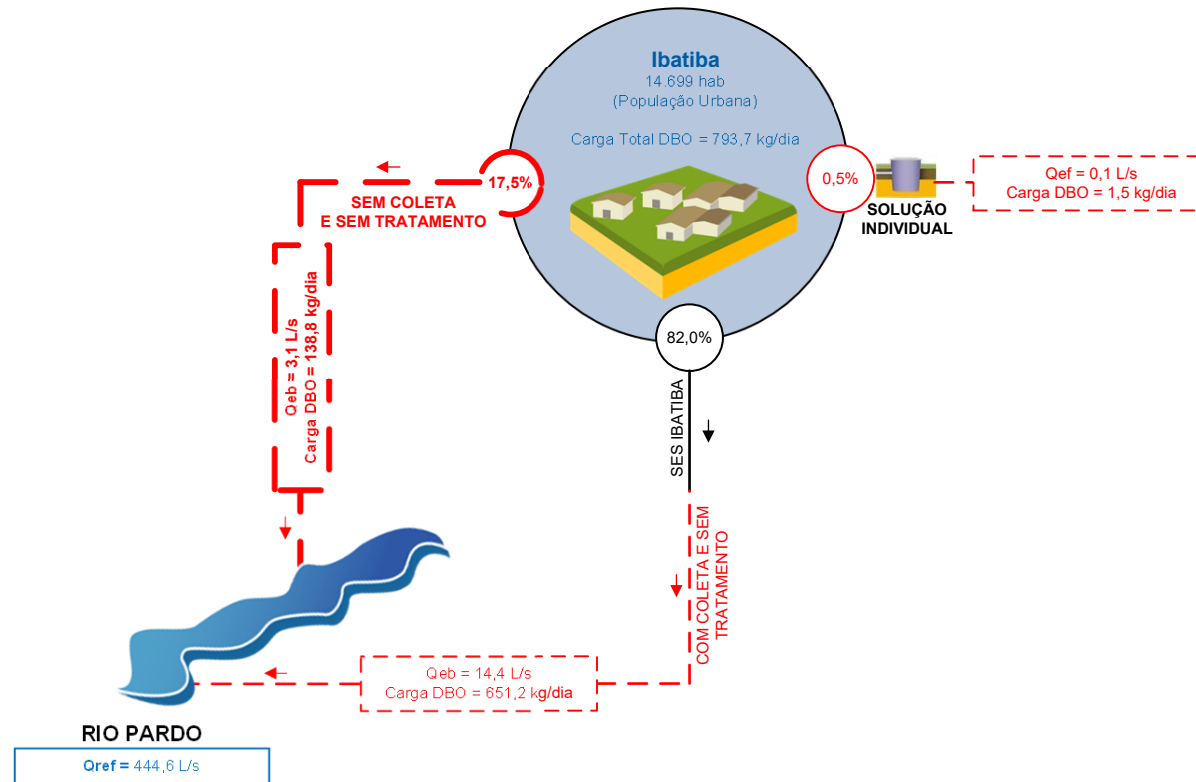 Ibatiba
14.699 hab
(População Urbana)
Carga Total DBO = 793,7 kg/dia
17,5%
SEM COLETA
E SEM TRATAMENTO
0,5%
SOLUÇÃO
INDIVIDUAL
Qef = 0,1 L/s
Carga DBO = 1,5 kg/dia
82,0%
SES IBATIBA
Qeb = 3,1 L/s
Carga DBO = 138,8 kg/dia
COM COLETA E SEM
TRATAMENTO
Qeb = 14,4 L/s
Carga DBO = 651,2 kg/dia
RIO PARDO
Qref = 444,6 L/s